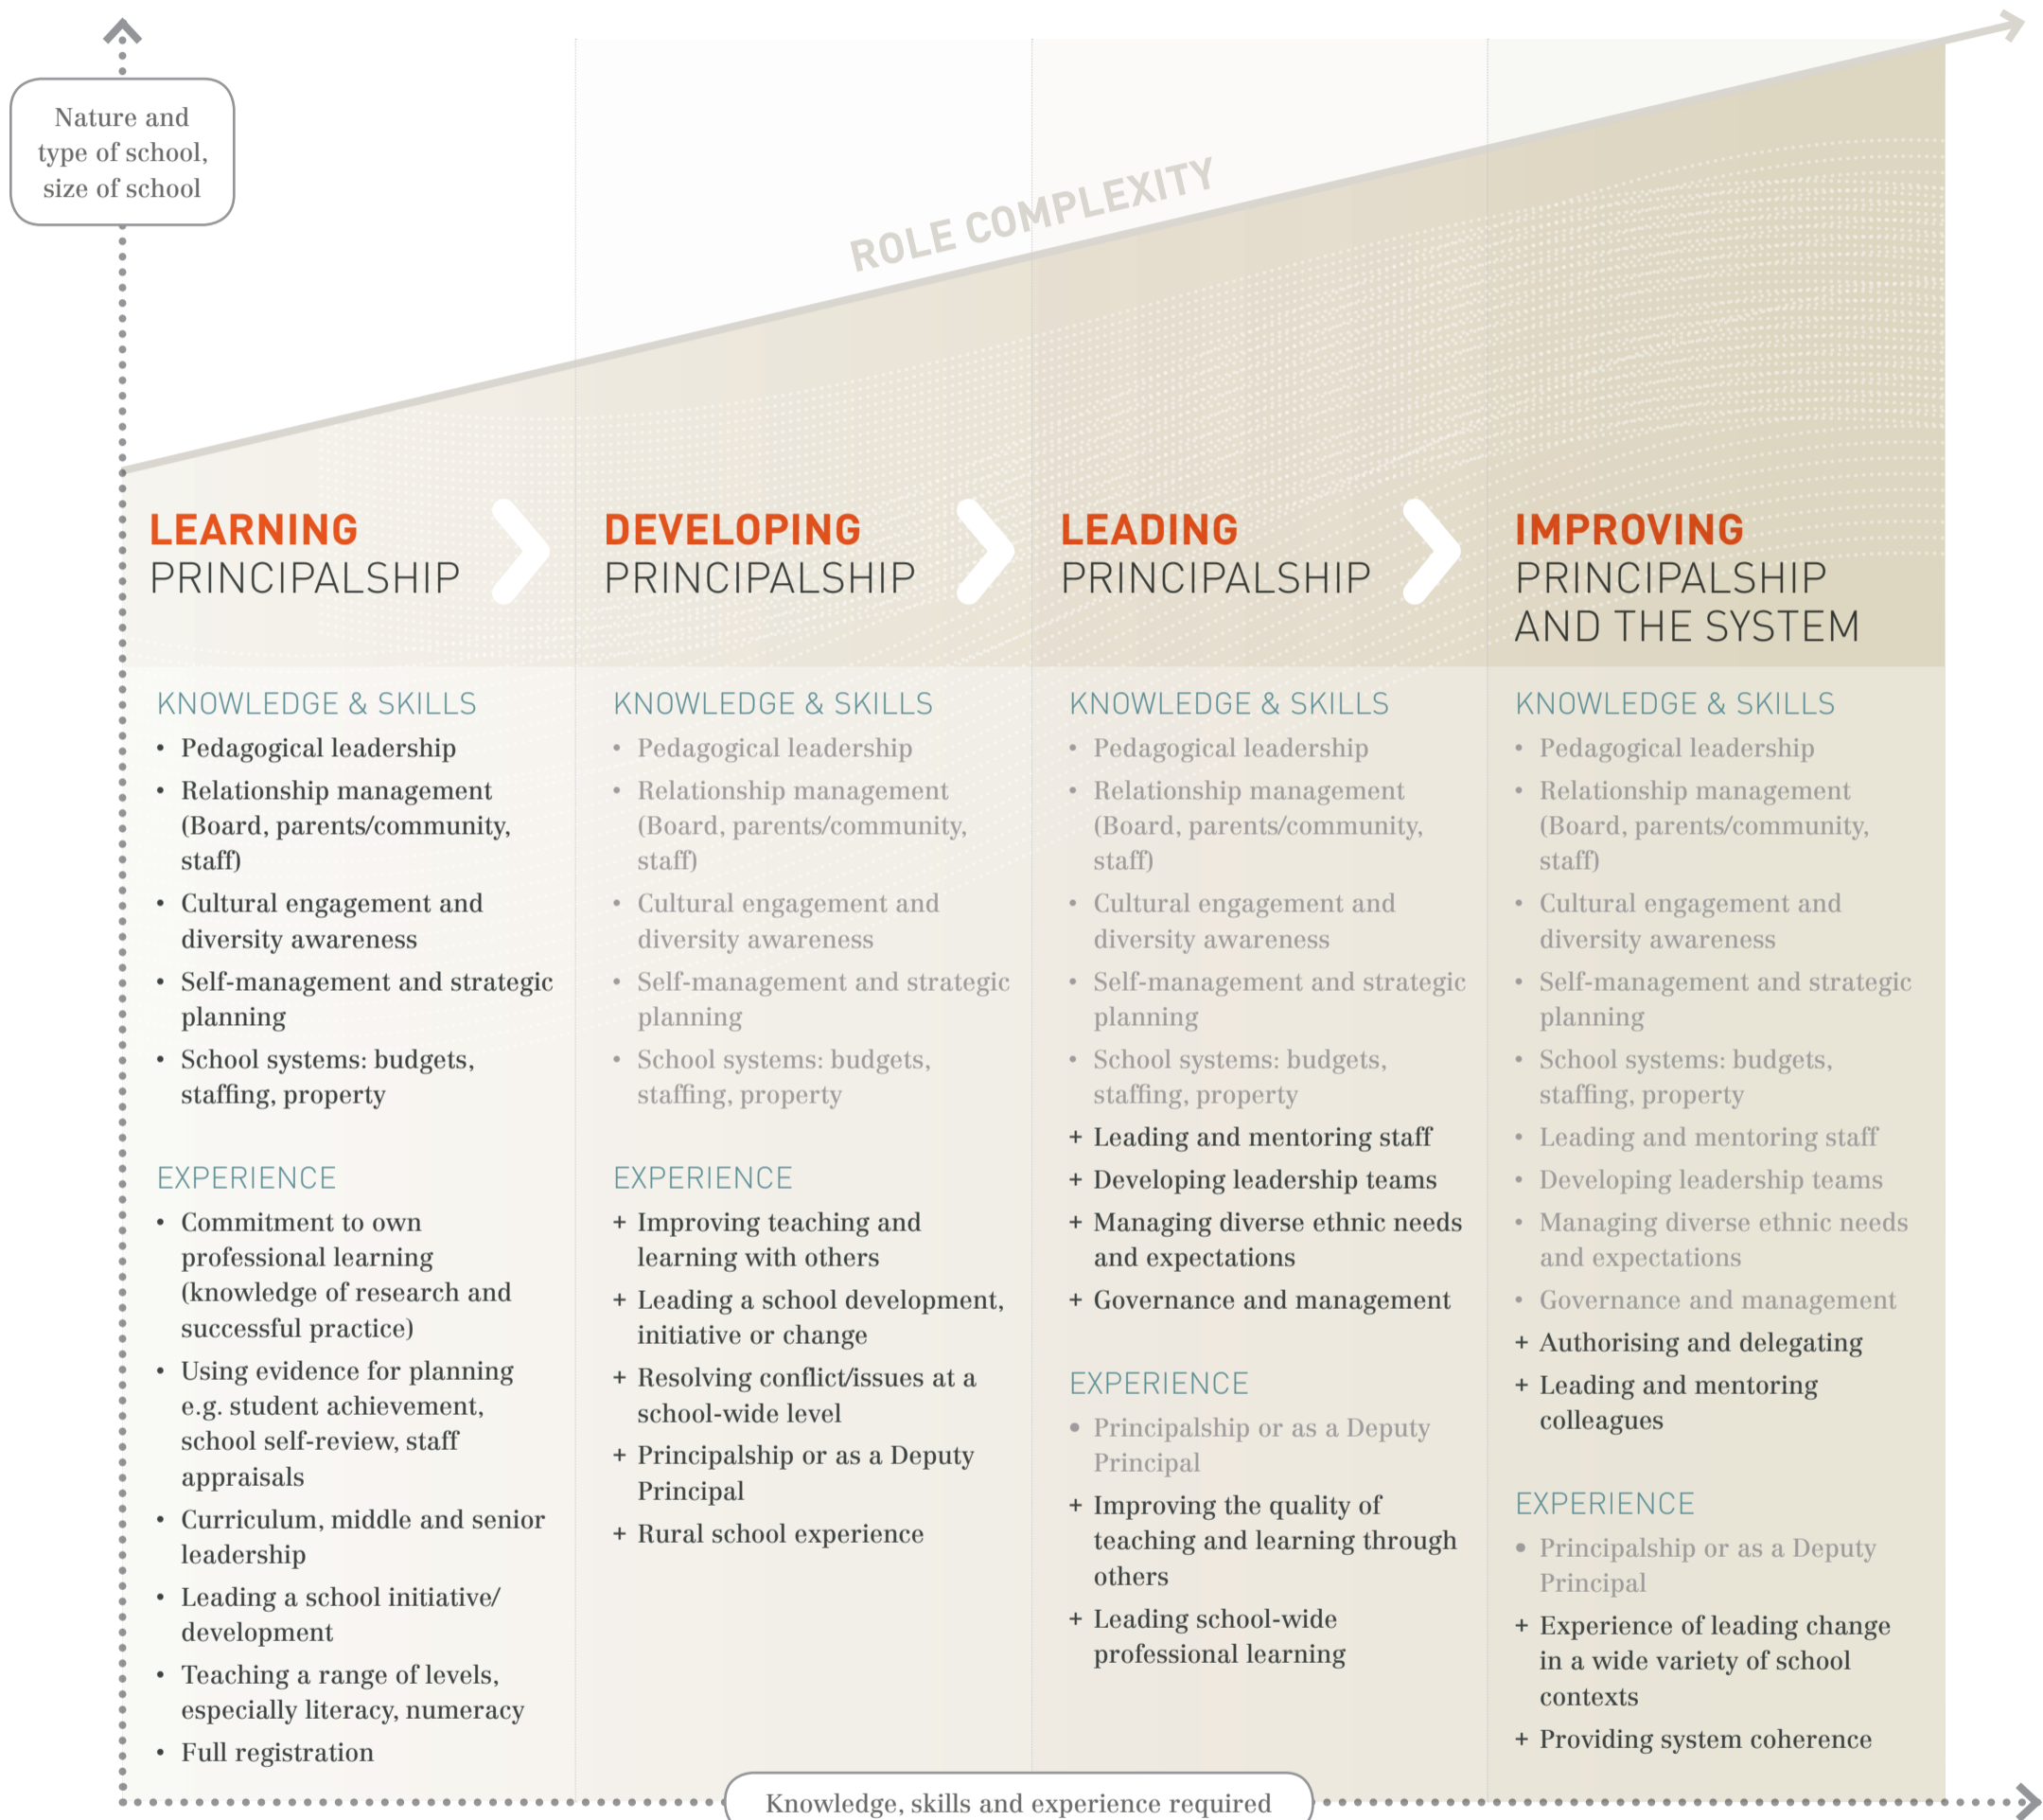 Nature and
type of school,
size of school
ROLE COMPLEXITY
LEARNING
PRINCIPALSHIP
KNOWLEDGE & SKILLS
• Pedagogical leadership
• Relationship management
(Board, parents/community,
staff)
• Cultural engagement and
diversity awareness
• Self-management and strategic
planning
• School systems: budgets,
staffing, property
EXPERIENCE
• Commitment to own
professional learning
(knowledge of research and
successful practice)
• Using evidence for planning
e.g. student achievement,
school self-review, staff
appraisals
• Curriculum, middle and senior
leadership
• Leading a school initiative/
development
• Teaching a range of levels,
especially literacy, numeracy
• Full registration
DEVELOPING
PRINCIPALSHIP
KNOWLEDGE & SKILLS
• Pedagogical leadership
• Relationship management
(Board, parents/community,
staff)
• Cultural engagement and
diversity awareness
• Self-management and strategic
planning
• School systems: budgets,
staffing, property
EXPERIENCE
+ Improving teaching and
learning with others
+ Leading a school development,
initiative or change
+ Resolving conflict/issues at a
school-wide level
+ Principalship or as a Deputy
Principal
+ Rural school experience
LEADING
PRINCIPALSHIP
KNOWLEDGE & SKILLS
• Pedagogical leadership
• Relationship management
(Board, parents/community,
staff)
• Cultural engagement and
diversity awareness
• Self-management and strategic
planning
• School systems: budgets,
staffing, property
+ Leading and mentoring staff
+ Developing leadership teams
+ Managing diverse ethnic needs
and expectations
+ Governance and management
EXPERIENCE
• Principalship or as a Deputy
Principal
+ Improving the quality of
teaching and learning through
others
+ Leading school-wide
professional learning
IMPROVING
PRINCIPALSHIP
AND THE SYSTEM
KNOWLEDGE & SKILLS
• Pedagogical leadership
• Relationship management
(Board, parents/community,
staff)
• Cultural engagement and
diversity awareness
• Self-management and strategic
planning
• School systems: budgets,
staffing, property
• Leading and mentoring staff
• Developing leadership teams
• Managing diverse ethnic needs
and expectations
• Governance and management
+ Authorising and delegating
+ Leading and mentoring
colleagues
EXPERIENCE
• Principalship or as a Deputy
Principal
+ Experience of leading change
in a wide variety of school
contexts
+ Providing system coherence
Knowledge, skills and experience required